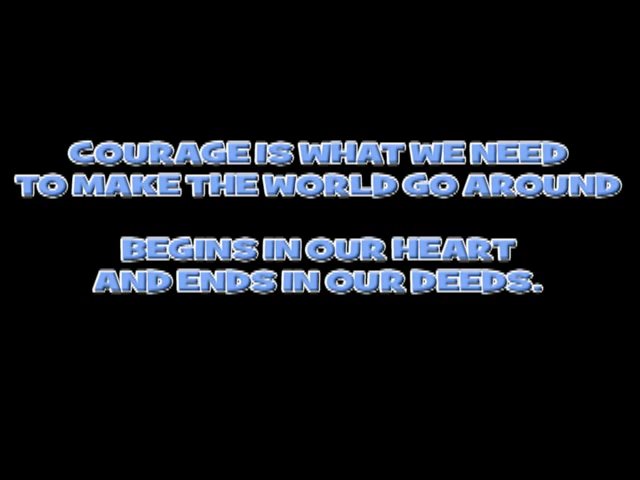 COURAGE IS WHAT WE NEED
TO MAKE THE WORLD GO AROUND
BEGINS IN OUR HEART
AND ENDS IN OUR DEEDS.